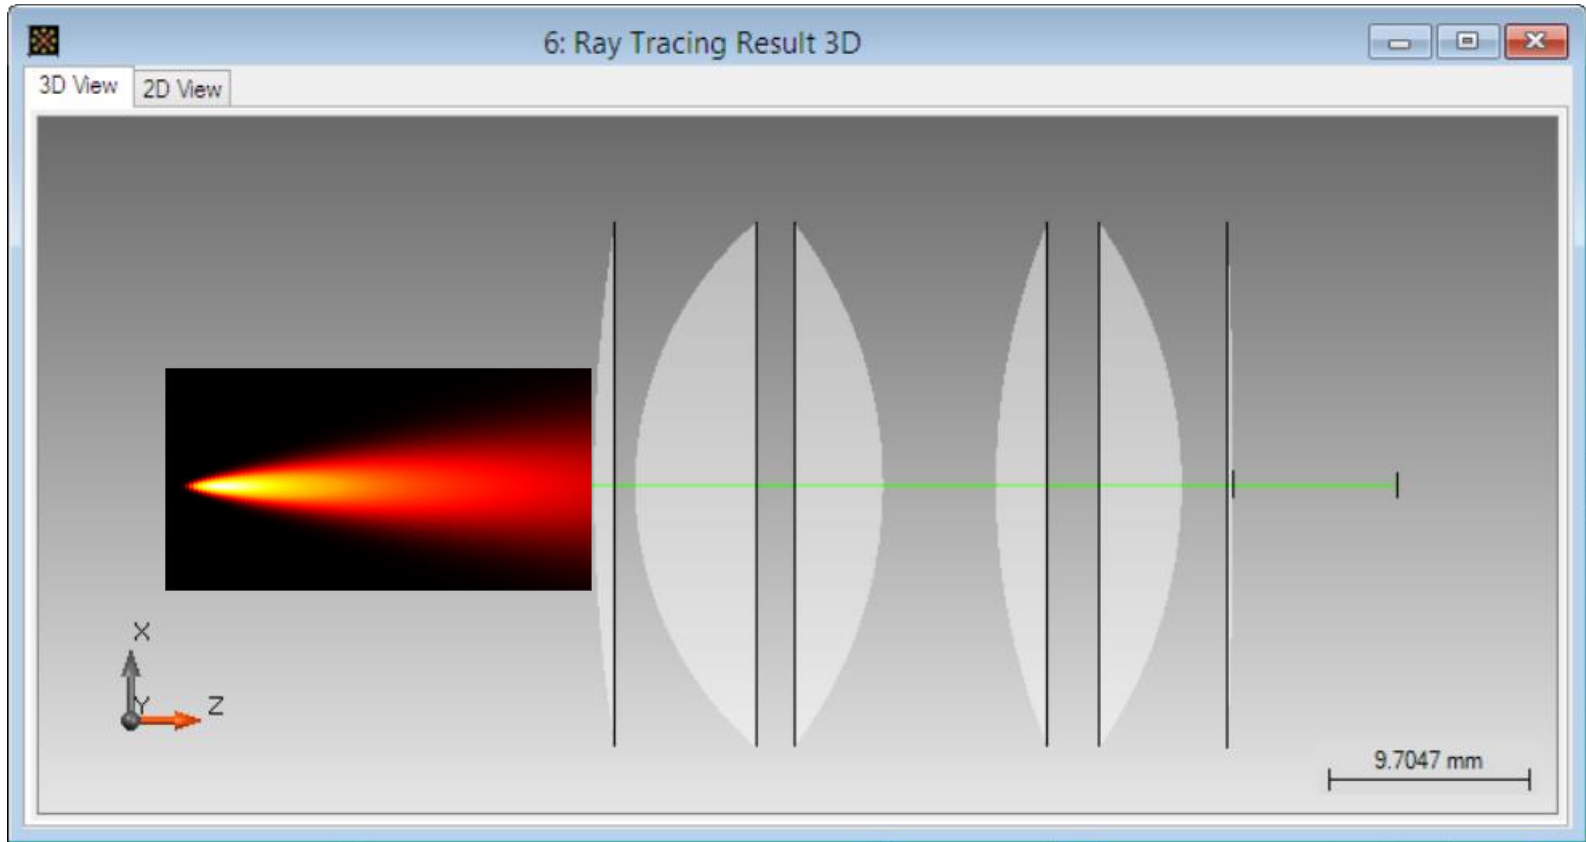 6: Ray Tracing Result 3D
3D View
2D View
X
Y
Z
9.7047 mm